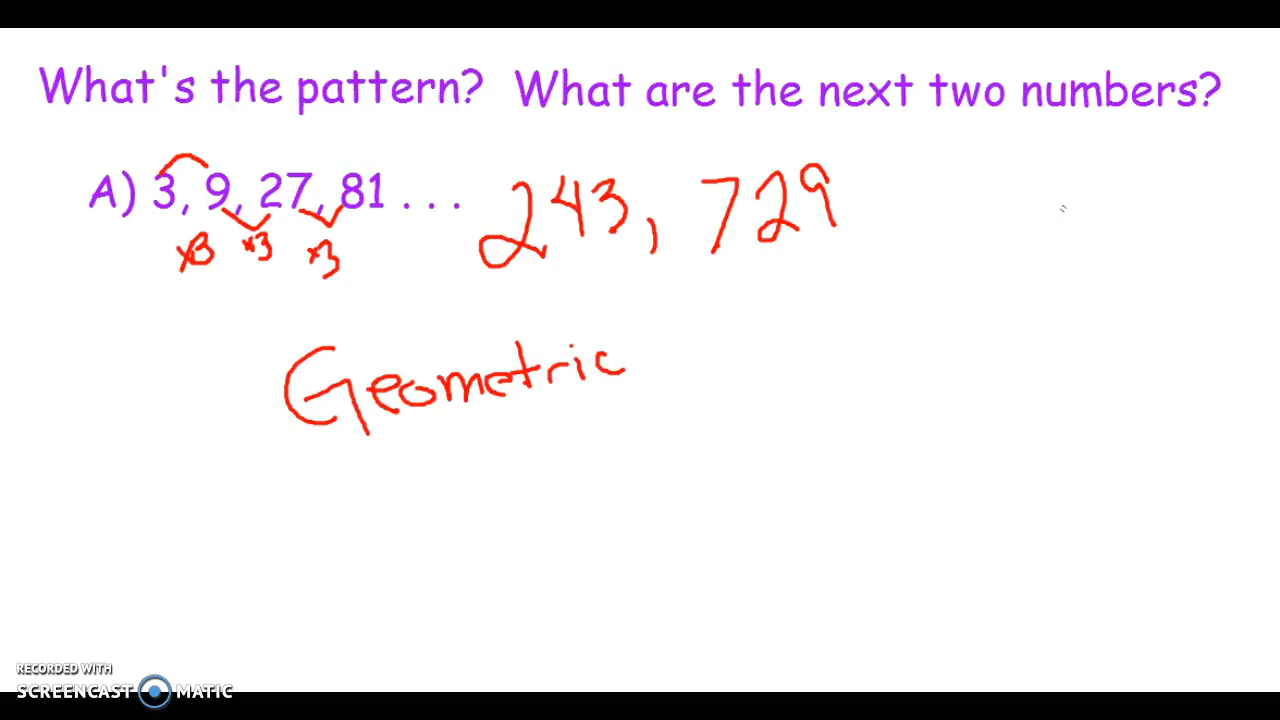 What's the pattern? What are the next two numbers?
A) 3, 9, 27, 81 . . . 243, 729
x3 x3 x3
Geometric
RECORDED WITH
SCREENCAST MATIC